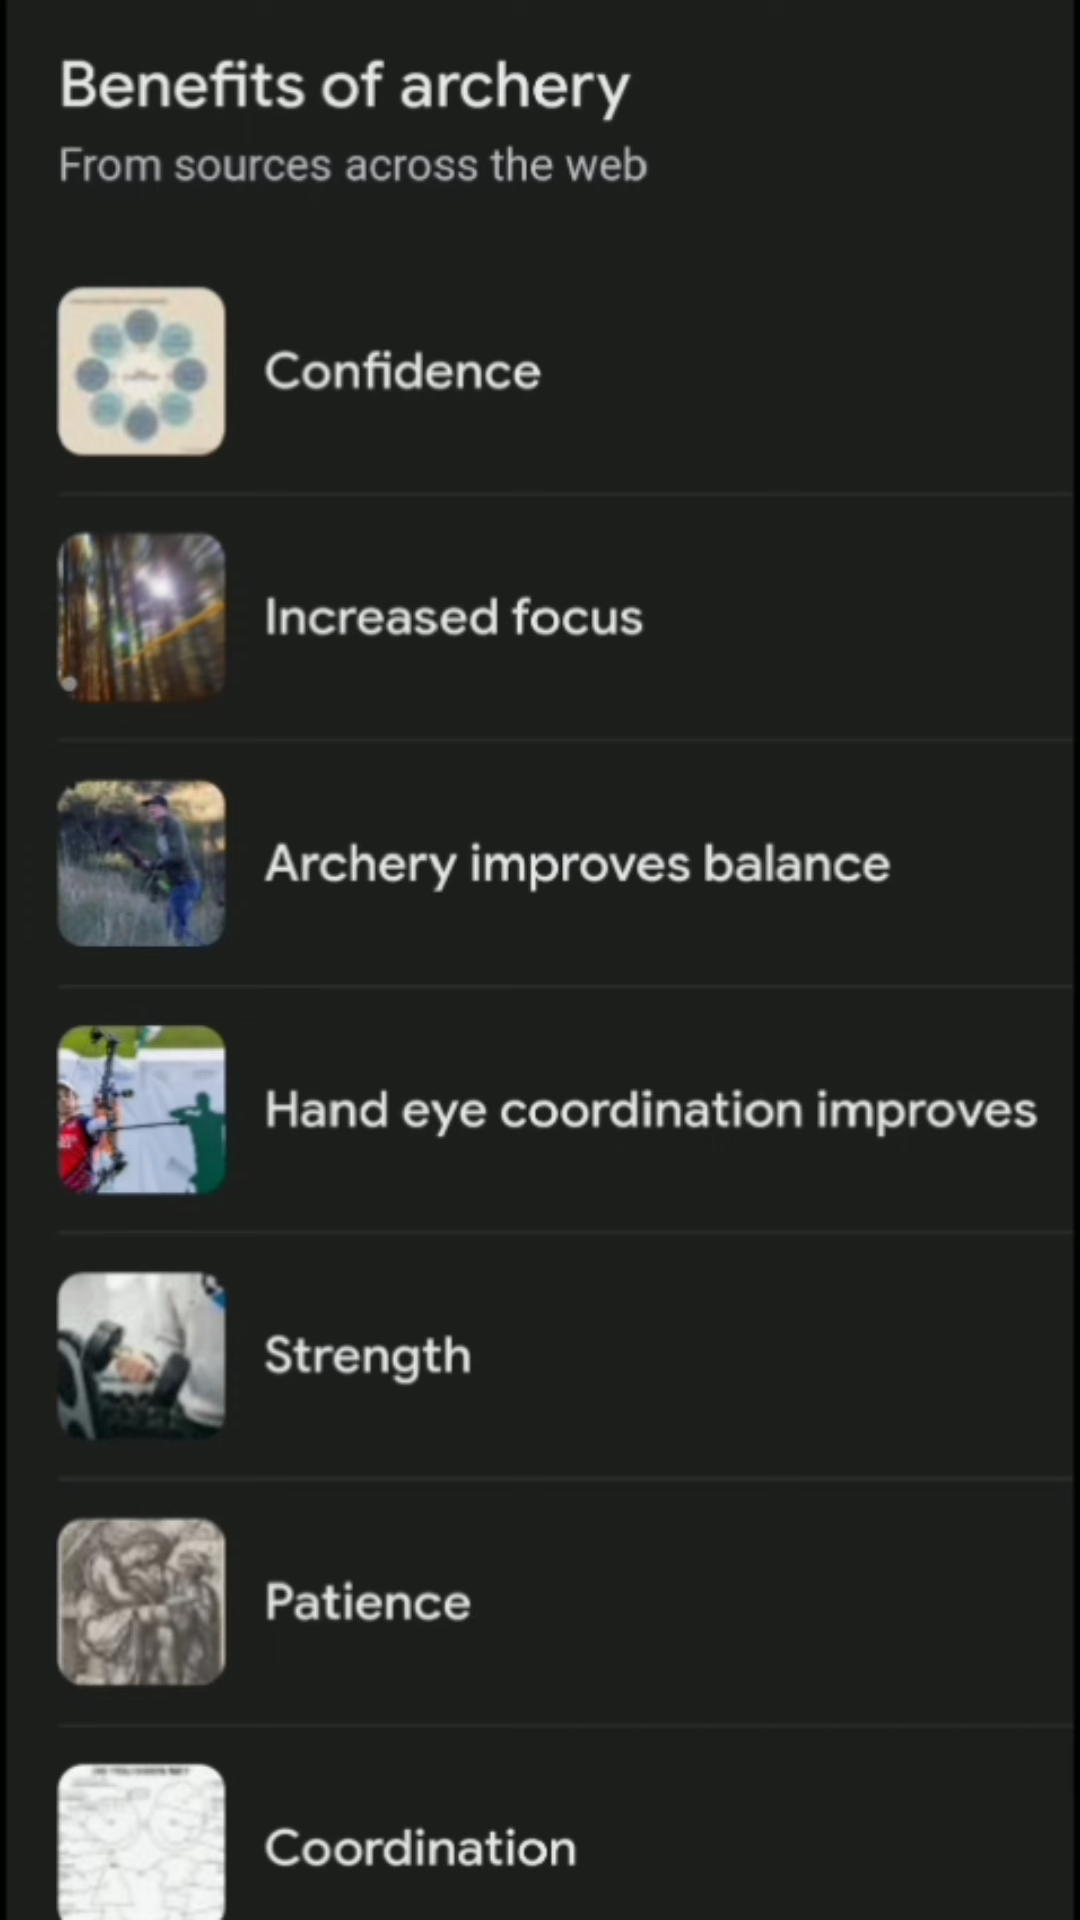 Benefits of archery
From sources across the web
Confidence
Increased focus
Archery improves balance
Hand eye coordination improves
Strength
Patience
Coordination